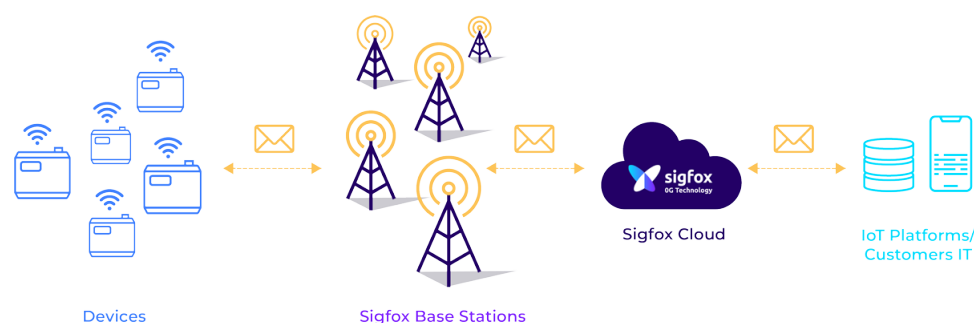 sigfox
0G Technology
Sigfox Cloud
IoT Platforms/
Customers IT
Devices
Sigfox Base Stations